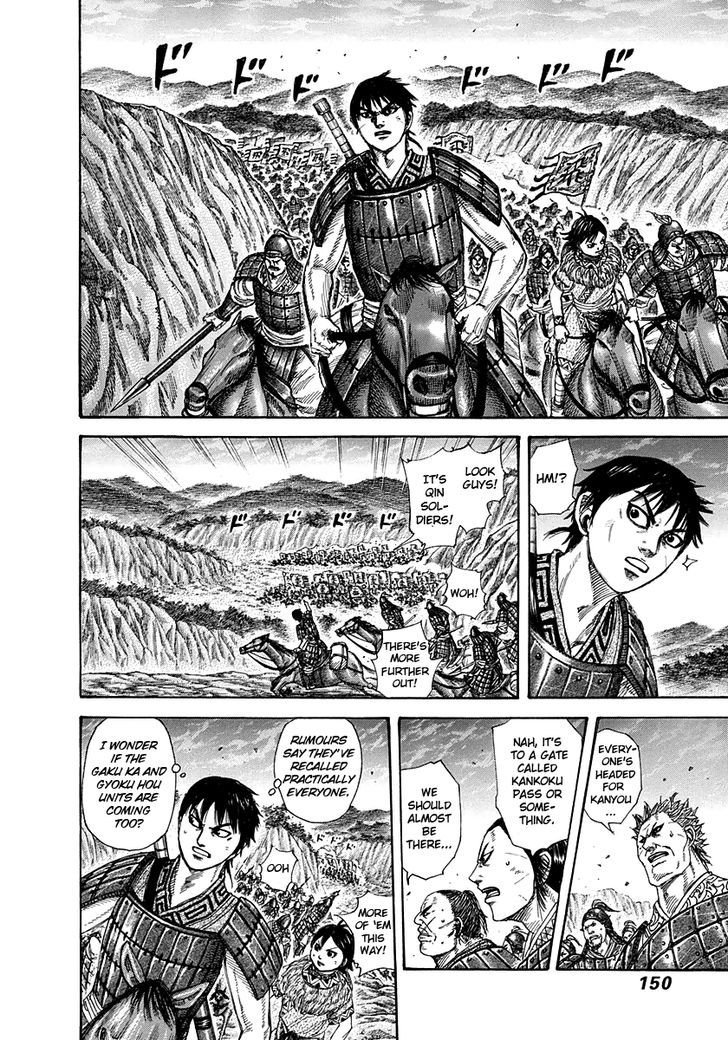 ド ド ド ド ド
HM!?
LOOK
GUYS!
IT'S
QIN
SOL-
DIERS!
ド ド ド ド
WOH!
THERE'S
MORE
FURTHER
OUT!
EVERY-
ONE'S
HEADED
FOR
KANYOU
...
NAH, IT'S
TO A GATE
CALLED
KANKOKU
PASS OR
SOME-
THING.
WE
SHOULD
ALMOST
BE
THERE...
RUMOURS
SAY THEY'VE
RECALLED
PRACTICALLY
EVERYONE.
I WONDER
IF THE
GAKU KA AND
GYOKU HOU
UNITS ARE
COMING
TOO?
OOH
MORE
OF 'EM
THIS
WAY!
150